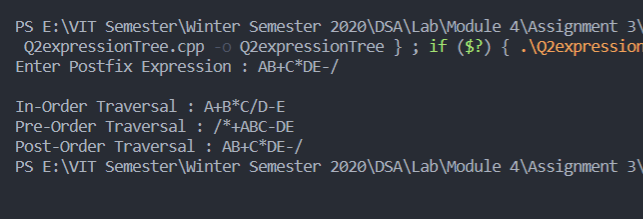 PS E:\VIT Semester\Winter Semester 2020\DSA\Lab\Module 4\Assignment 3\
Q2expressionTree.cpp -o Q2expressionTree } ; if ($?) { .\Q2expression
Enter Postfix Expression : AB+C*DE-/
In-Order Traversal : A+B*C/D-E
Pre-Order Traversal : /*+ABC-DE
Post-Order Traversal : AB+C*DE-/
PS E:\VIT Semester\Winter Semester 2020\DSA\Lab\Module 4\Assignment 3\